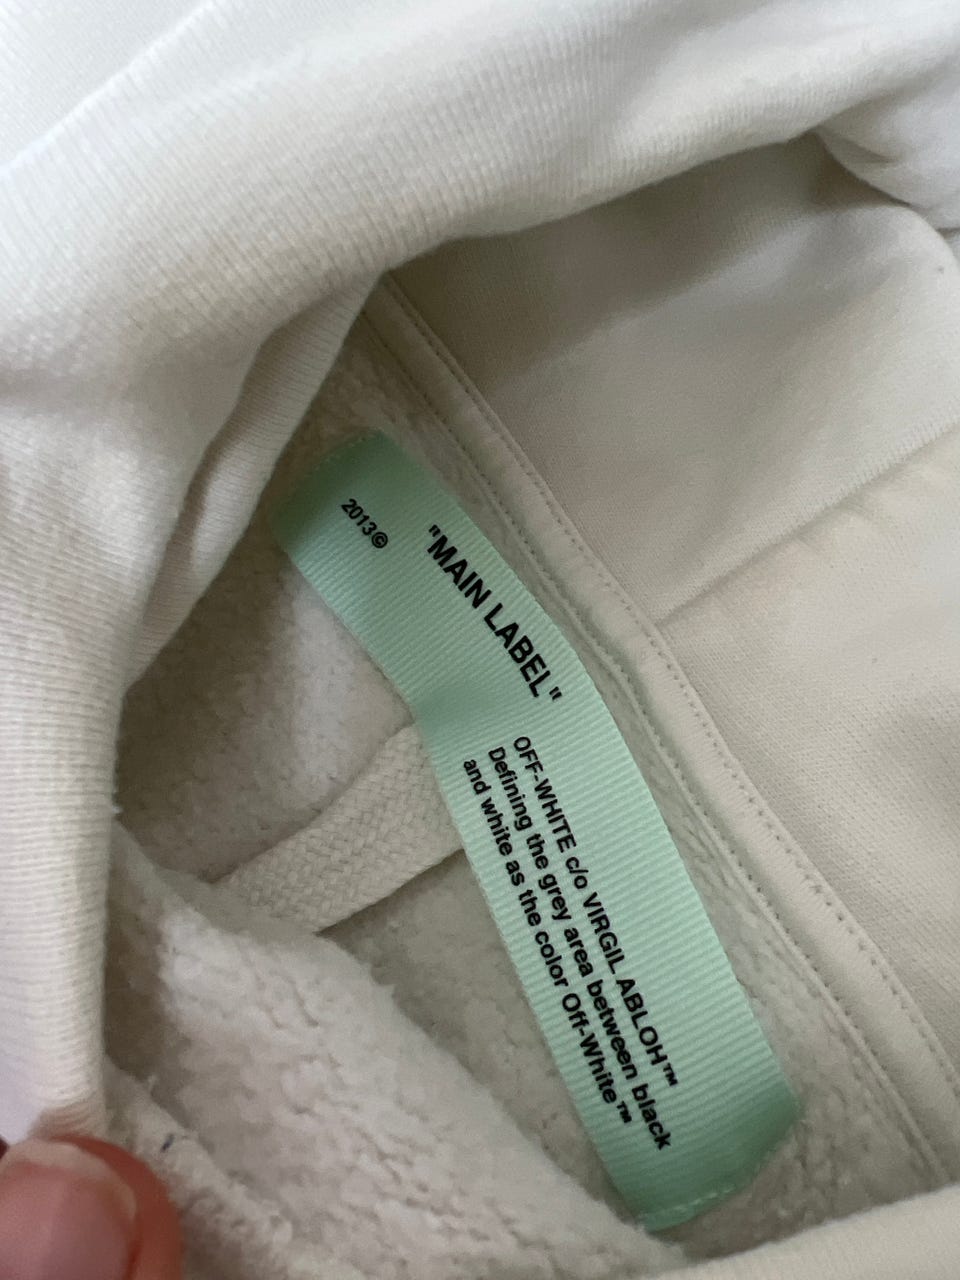 2013©
"MAIN LABEL"
OFF-WHITE c/o VIRGIL ABLOH™
Defining the grey area between black
and white as the color Off-White™